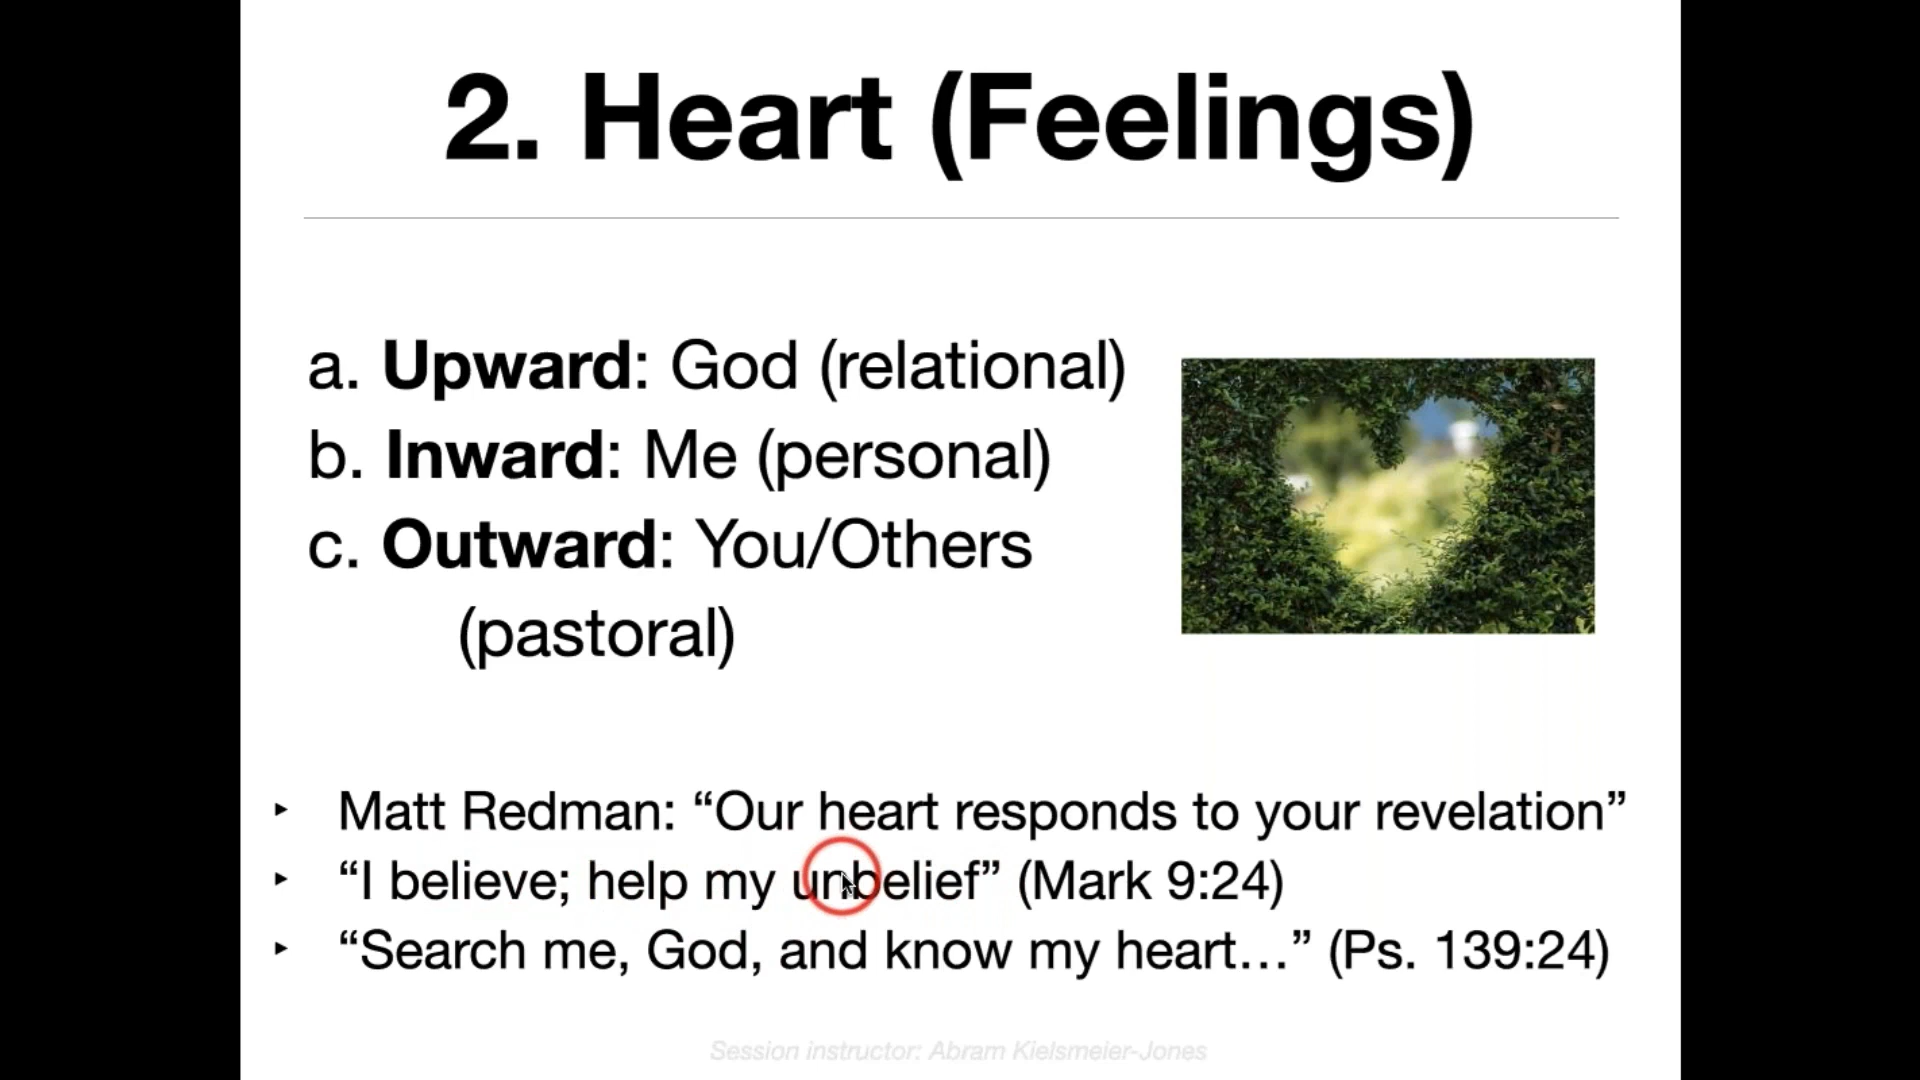 2. Heart (Feelings)
a. Upward: God (relational)
b. Inward: Me (personal)
c. Outward: You/Others
(pastoral)
‣ Matt Redman: “Our heart responds to your revelation”
‣ “I believe; help my unbelief” (Mark 9:24)
‣ “Search me, God, and know my heart…” (Ps. 139:24)
Session instructor: Abram Kielsmeier-Jones